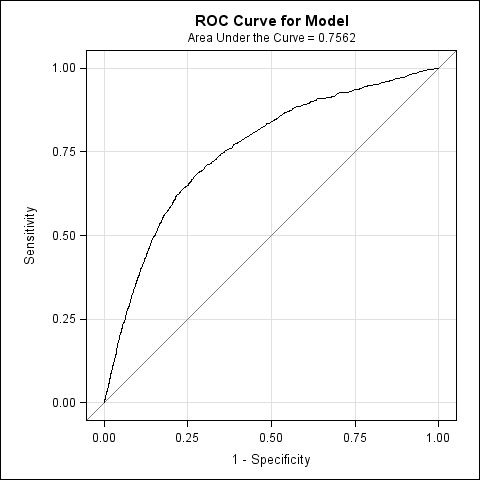 ROC Curve for Model
Area Under the Curve = 0.7562
1.00
0.75
0.50
0.25
0.00
Sensitivity
0.00 0.25 0.50 0.75 1.00
1 - Specificity